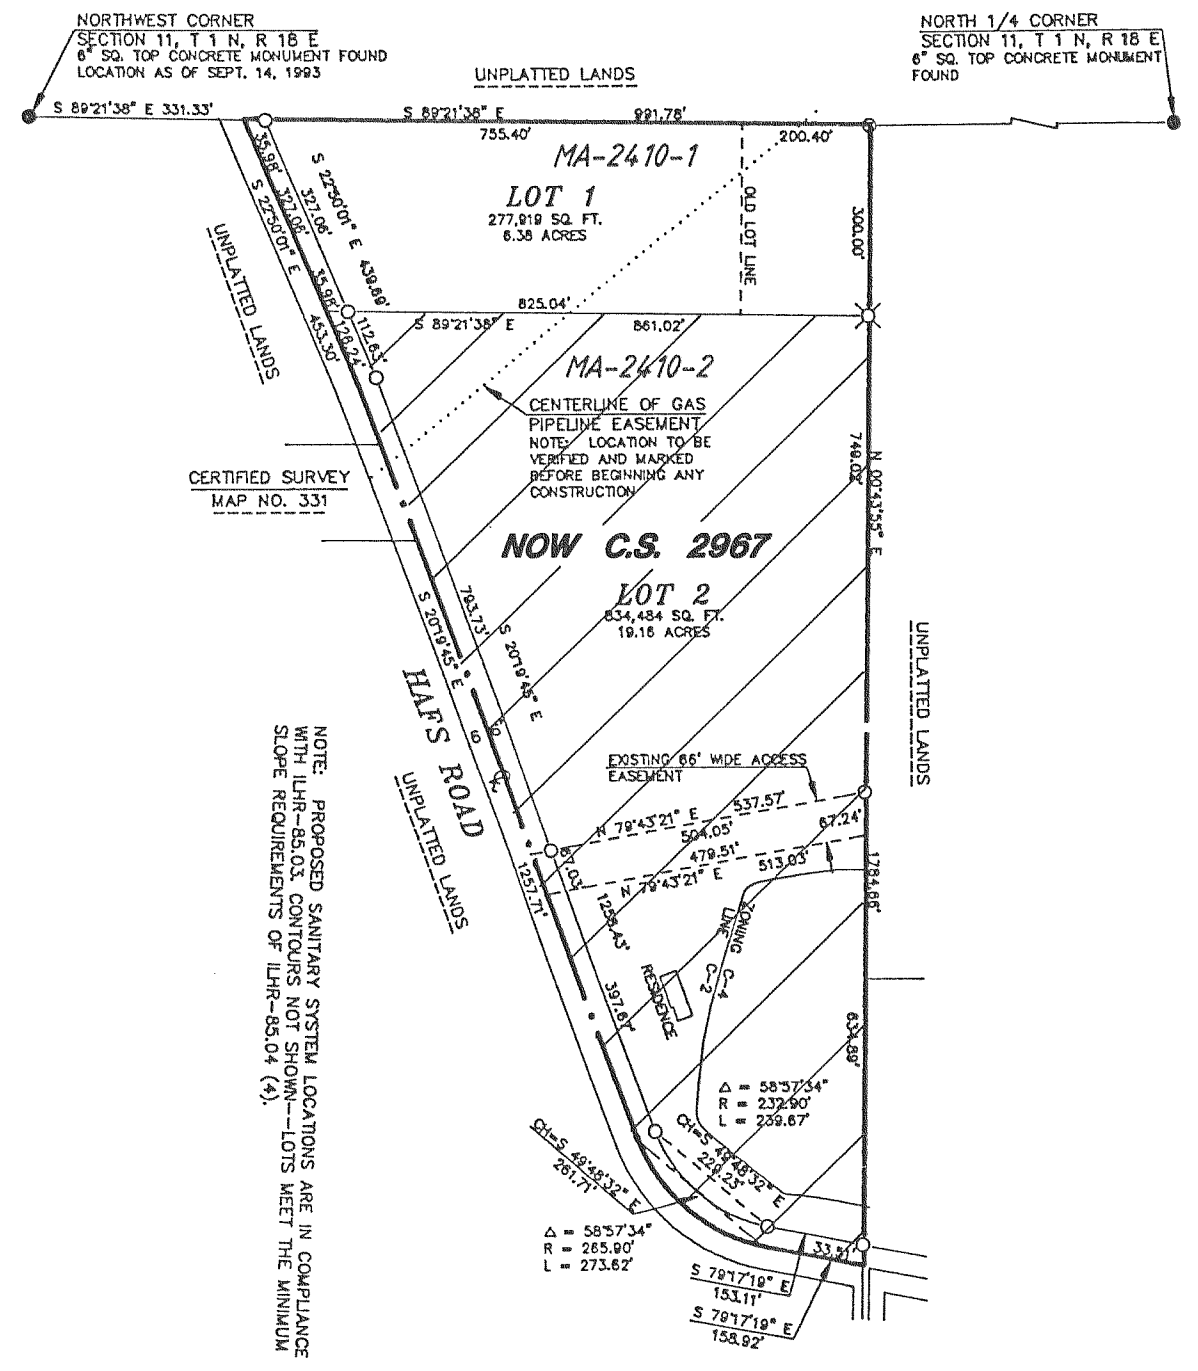 NORTHWEST CORNER
SECTION 11, T 1 N, R 18 E
6" SQ. TOP CONCRETE MONUMENT FOUND
LOCATION AS OF SEPT. 14, 1993
NORTH 1/4 CORNER
SECTION 11, T 1 N, R 18 E
6" SQ. TOP CONCRETE MONUMENT
FOUND
UNPLATTED LANDS
S 89°21'38" E 331.33'
S 89°21'38" E 991.78'
755.40'
200.40'
MA-2410-1
LOT 1
277,919 SQ. FT.
6.38 ACRES
OLD LOT LINE
300.00'
35.98'
327.06'
327.06'
S 22°50'01" E 439.69'
S 22°50'01" E
453.30'
UNPLATTED LANDS
35.98'
126.24'
112.63'
825.04'
S 89°21'38" E 861.02'
MA-2410-2
CENTERLINE OF GAS
PIPELINE EASEMENT
NOTE: LOCATION TO BE
VERIFIED AND MARKED
BEFORE BEGINNING ANY
CONSTRUCTION
CERTIFIED SURVEY
MAP NO. 331
749.02'
N 00°43'55" E
NOW C.S. 2967
LOT 2
834,484 SQ. FT.
19.16 ACRES
793.73'
S 20°19'45" E
S 20°19'45" E
HAFS ROAD
UNPLATTED LANDS
UNPLATTED LANDS
EXISTING 66' WIDE ACCESS
EASEMENT
N 79°43'21" E 537.57'
504.05'
67.24'
479.51'
N 79°43'21" E 513.03'
67.03'
1257.71'
1258.43'
1784.66'
ZONING
LINE
C-4
C-2
RESIDENCE
397.67'
634.89'
Δ = 58°57'34"
R = 232.90'
L = 239.67'
CH=S 49°48'32" E
229.23'
CH=S 49°48'32" E
261.71'
Δ = 58°57'34"
R = 265.90'
L = 273.62'
33.51'
S 79°17'19" E
153.11'
S 79°17'19" E
158.92'
NOTE: PROPOSED SANITARY SYSTEM LOCATIONS ARE IN COMPLIANCE
WITH ILHR-85.03. CONTOURS NOT SHOWN--LOTS MEET THE MINIMUM
SLOPE REQUIREMENTS OF ILHR-85.04 (4).